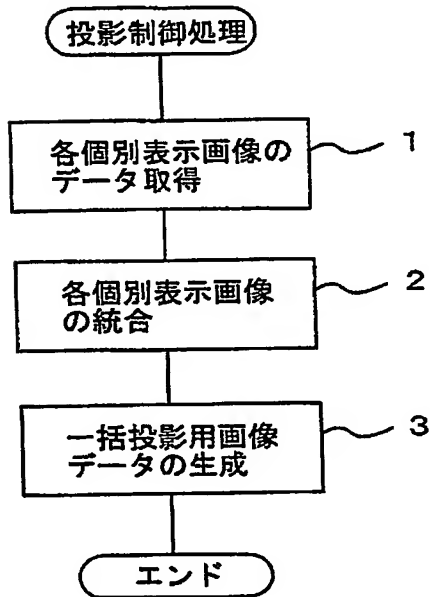 投影制御処理
各個別表示画像の
データ取得
1
各個別表示画像
の統合
2
一括投影用画像
データの生成
3
エンド